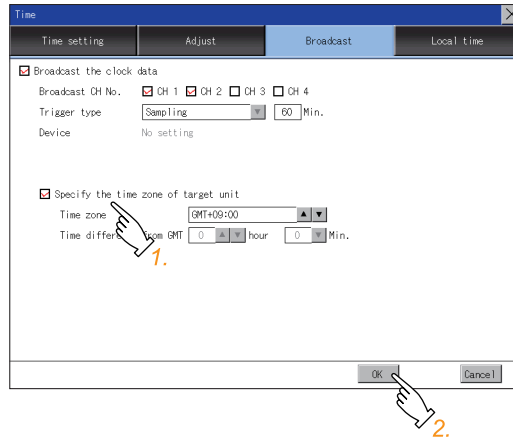 Time
Time setting Adjust Broadcast Local time
Broadcast the clock data
Broadcast CH No. CH 1 CH 2 CH 3 CH 4
Trigger type Sampling 60 Min.
Device No setting
Specify the time zone of target unit
Time zone GMT+09:00
Time differe from GMT 0 hour 0 Min.
1.
OK Cancel
2.